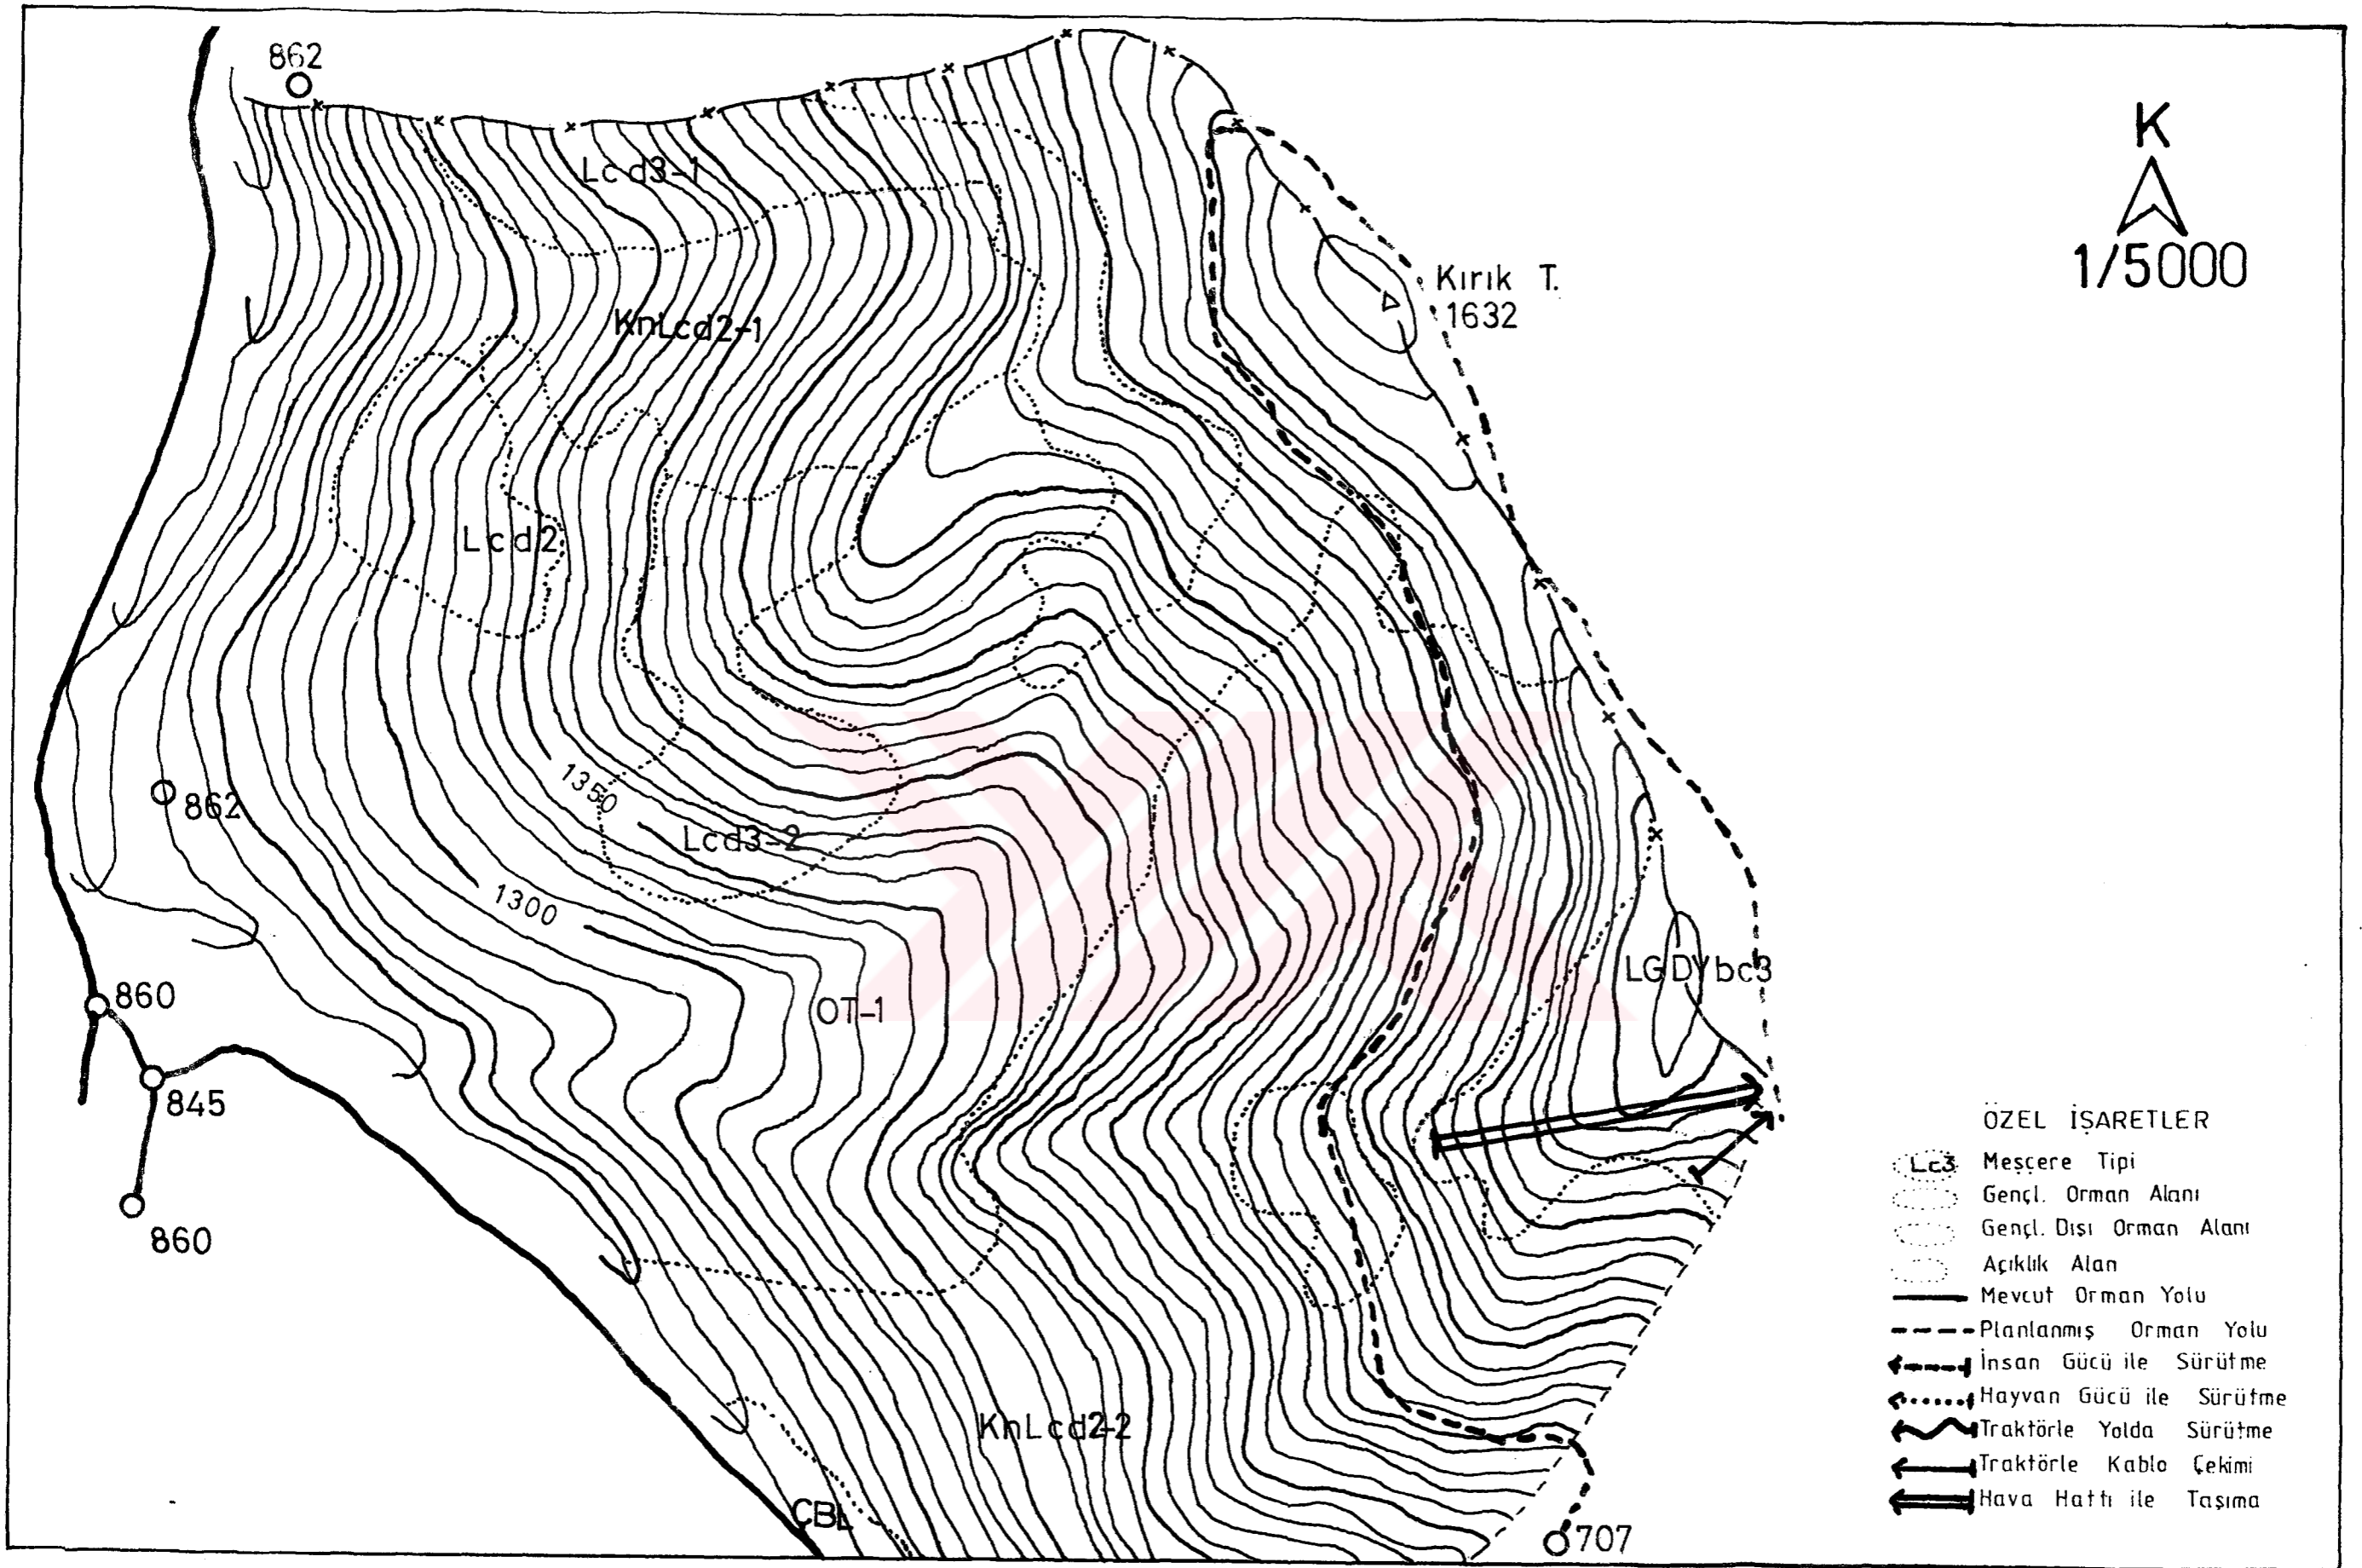 862
K
1/5000
Lcd3-1
Kırık T.
1632
KnLcd2-1
Lcd2
1350
862
Lcd3-2
1300
LGDYbc3
860
OT-1
845
860
KnLcd2-2
ÇBL
707
ÖZEL İŞARETLER
Lc3 Meşcere Tipi
Gençl. Orman Alanı
Gençl. Dışı Orman Alanı
Açıklık Alan
Mevcut Orman Yolu
Planlanmış Orman Yolu
İnsan Gücü ile Sürütme
Hayvan Gücü ile Sürütme
Traktörle Yolda Sürütme
Traktörle Kablo Çekimi
Hava Hattı ile Taşıma